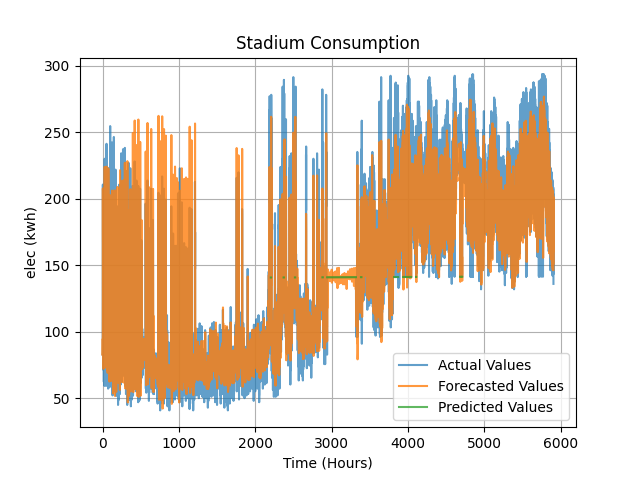 Stadium Consumption
300
250
200
150
100
50
elec (kwh)
0
1000
2000
3000
4000
5000
6000
Time (Hours)
Actual Values
Forecasted Values
Predicted Values